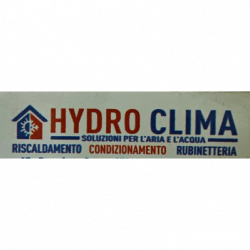 HYDRO CLIMA
SOLUZIONI PER L'ARIA E L'ACQUA
RISCALDAMENTO CONDIZIONAMENTO RUBINETTERIA